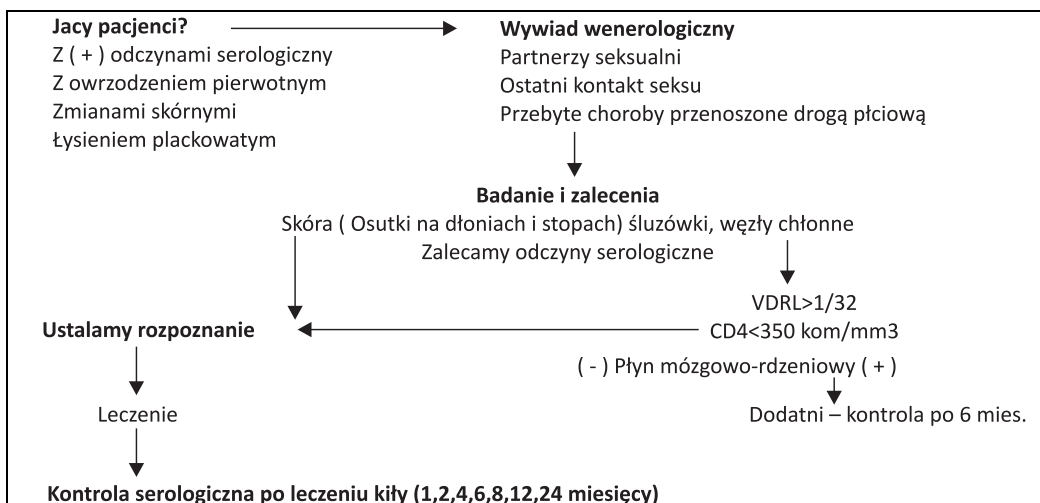 Jacy pacjenci?
Z ( + ) odczynami serologiczny
Z owrzodzeniem pierwotnym
Zmianami skórnymi
Łysieniem plackowatym
Wywiad wenerologiczny
Partnerzy seksualni
Ostatni kontakt seksu
Przebyte choroby przenoszone drogą płciową
Badanie i zalecenia
Skóra ( Osutki na dłoniach i stopach) śluzówki, węzły chłonne
Zalecamy odczyny serologiczne
VDRL>1/32
CD4<350 kom/mm3
( - ) Płyn mózgowo-rdzeniowy ( + )
Dodatni – kontrola po 6 mies.
Ustalamy rozpoznanie
Leczenie
Kontrola serologiczna po leczeniu kiły (1,2,4,6,8,12,24 miesięcy)